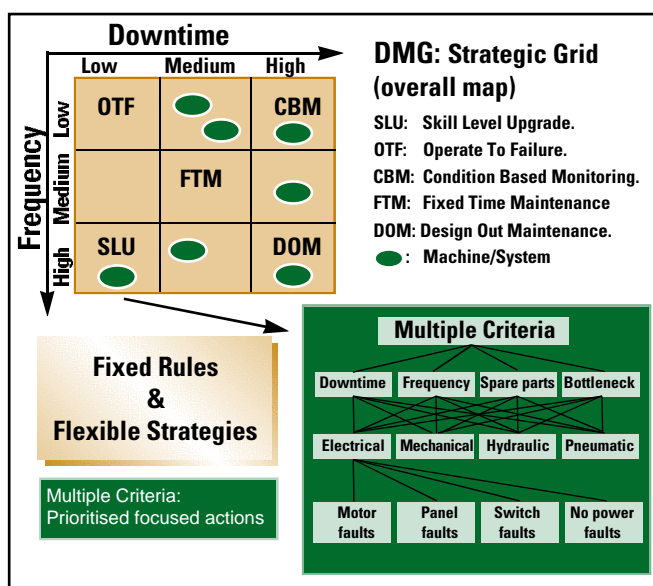 Downtime
Low Medium High
Frequency
Low
Medium
High
OTF
CBM
FTM
SLU
DOM
DMG: Strategic Grid
(overall map)
SLU: Skill Level Upgrade.
OTF: Operate To Failure.
CBM: Condition Based Monitoring.
FTM: Fixed Time Maintenance
DOM: Design Out Maintenance.
: Machine/System
Fixed Rules
&
Flexible Strategies
Multiple Criteria:
Prioritised focused actions
Multiple Criteria
Downtime Frequency Spare parts Bottleneck
Electrical Mechanical Hydraulic Pneumatic
Motor faults
Panel faults
Switch faults
No power faults